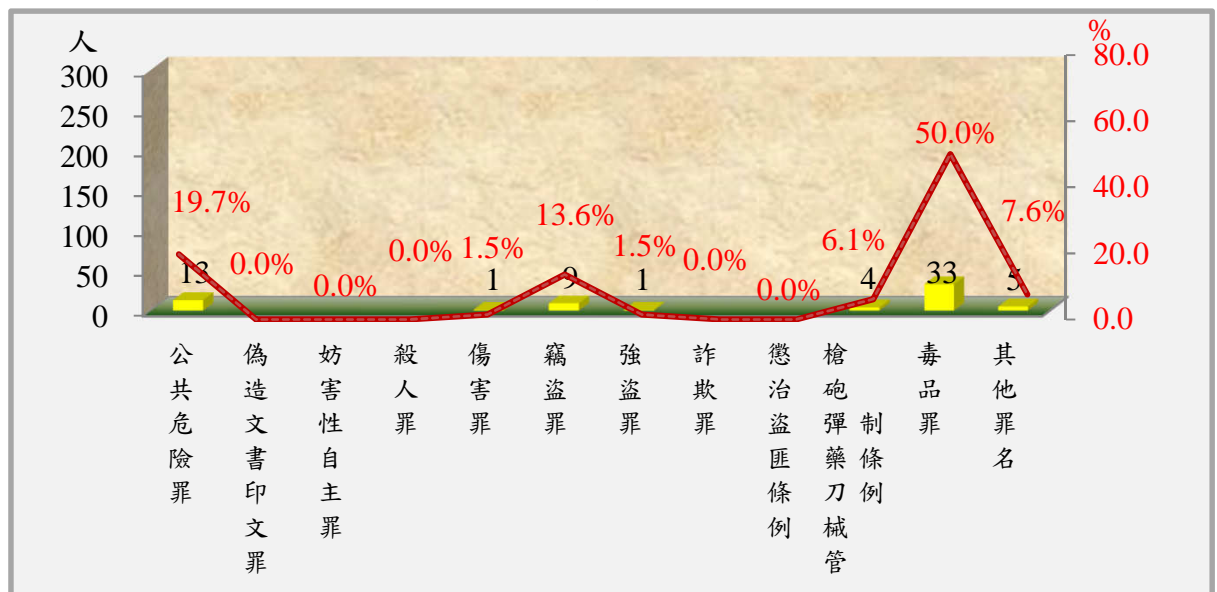 人
%
300
250
200
150
100
50
0
80.0
60.0
40.0
20.0
0.0
19.7%
0.0%
0.0%
0.0%
1.5%
13.6%
1.5%
0.0%
0.0%
6.1%
50.0%
7.6%
13
1
9
1
4
33
5
公共危險罪
偽造文書印文罪
妨害性自主罪
殺人罪
傷害罪
竊盜罪
強盜罪
詐欺罪
懲治盜匪條例
槍砲彈藥刀械管
制條例
毒品罪
其他罪名